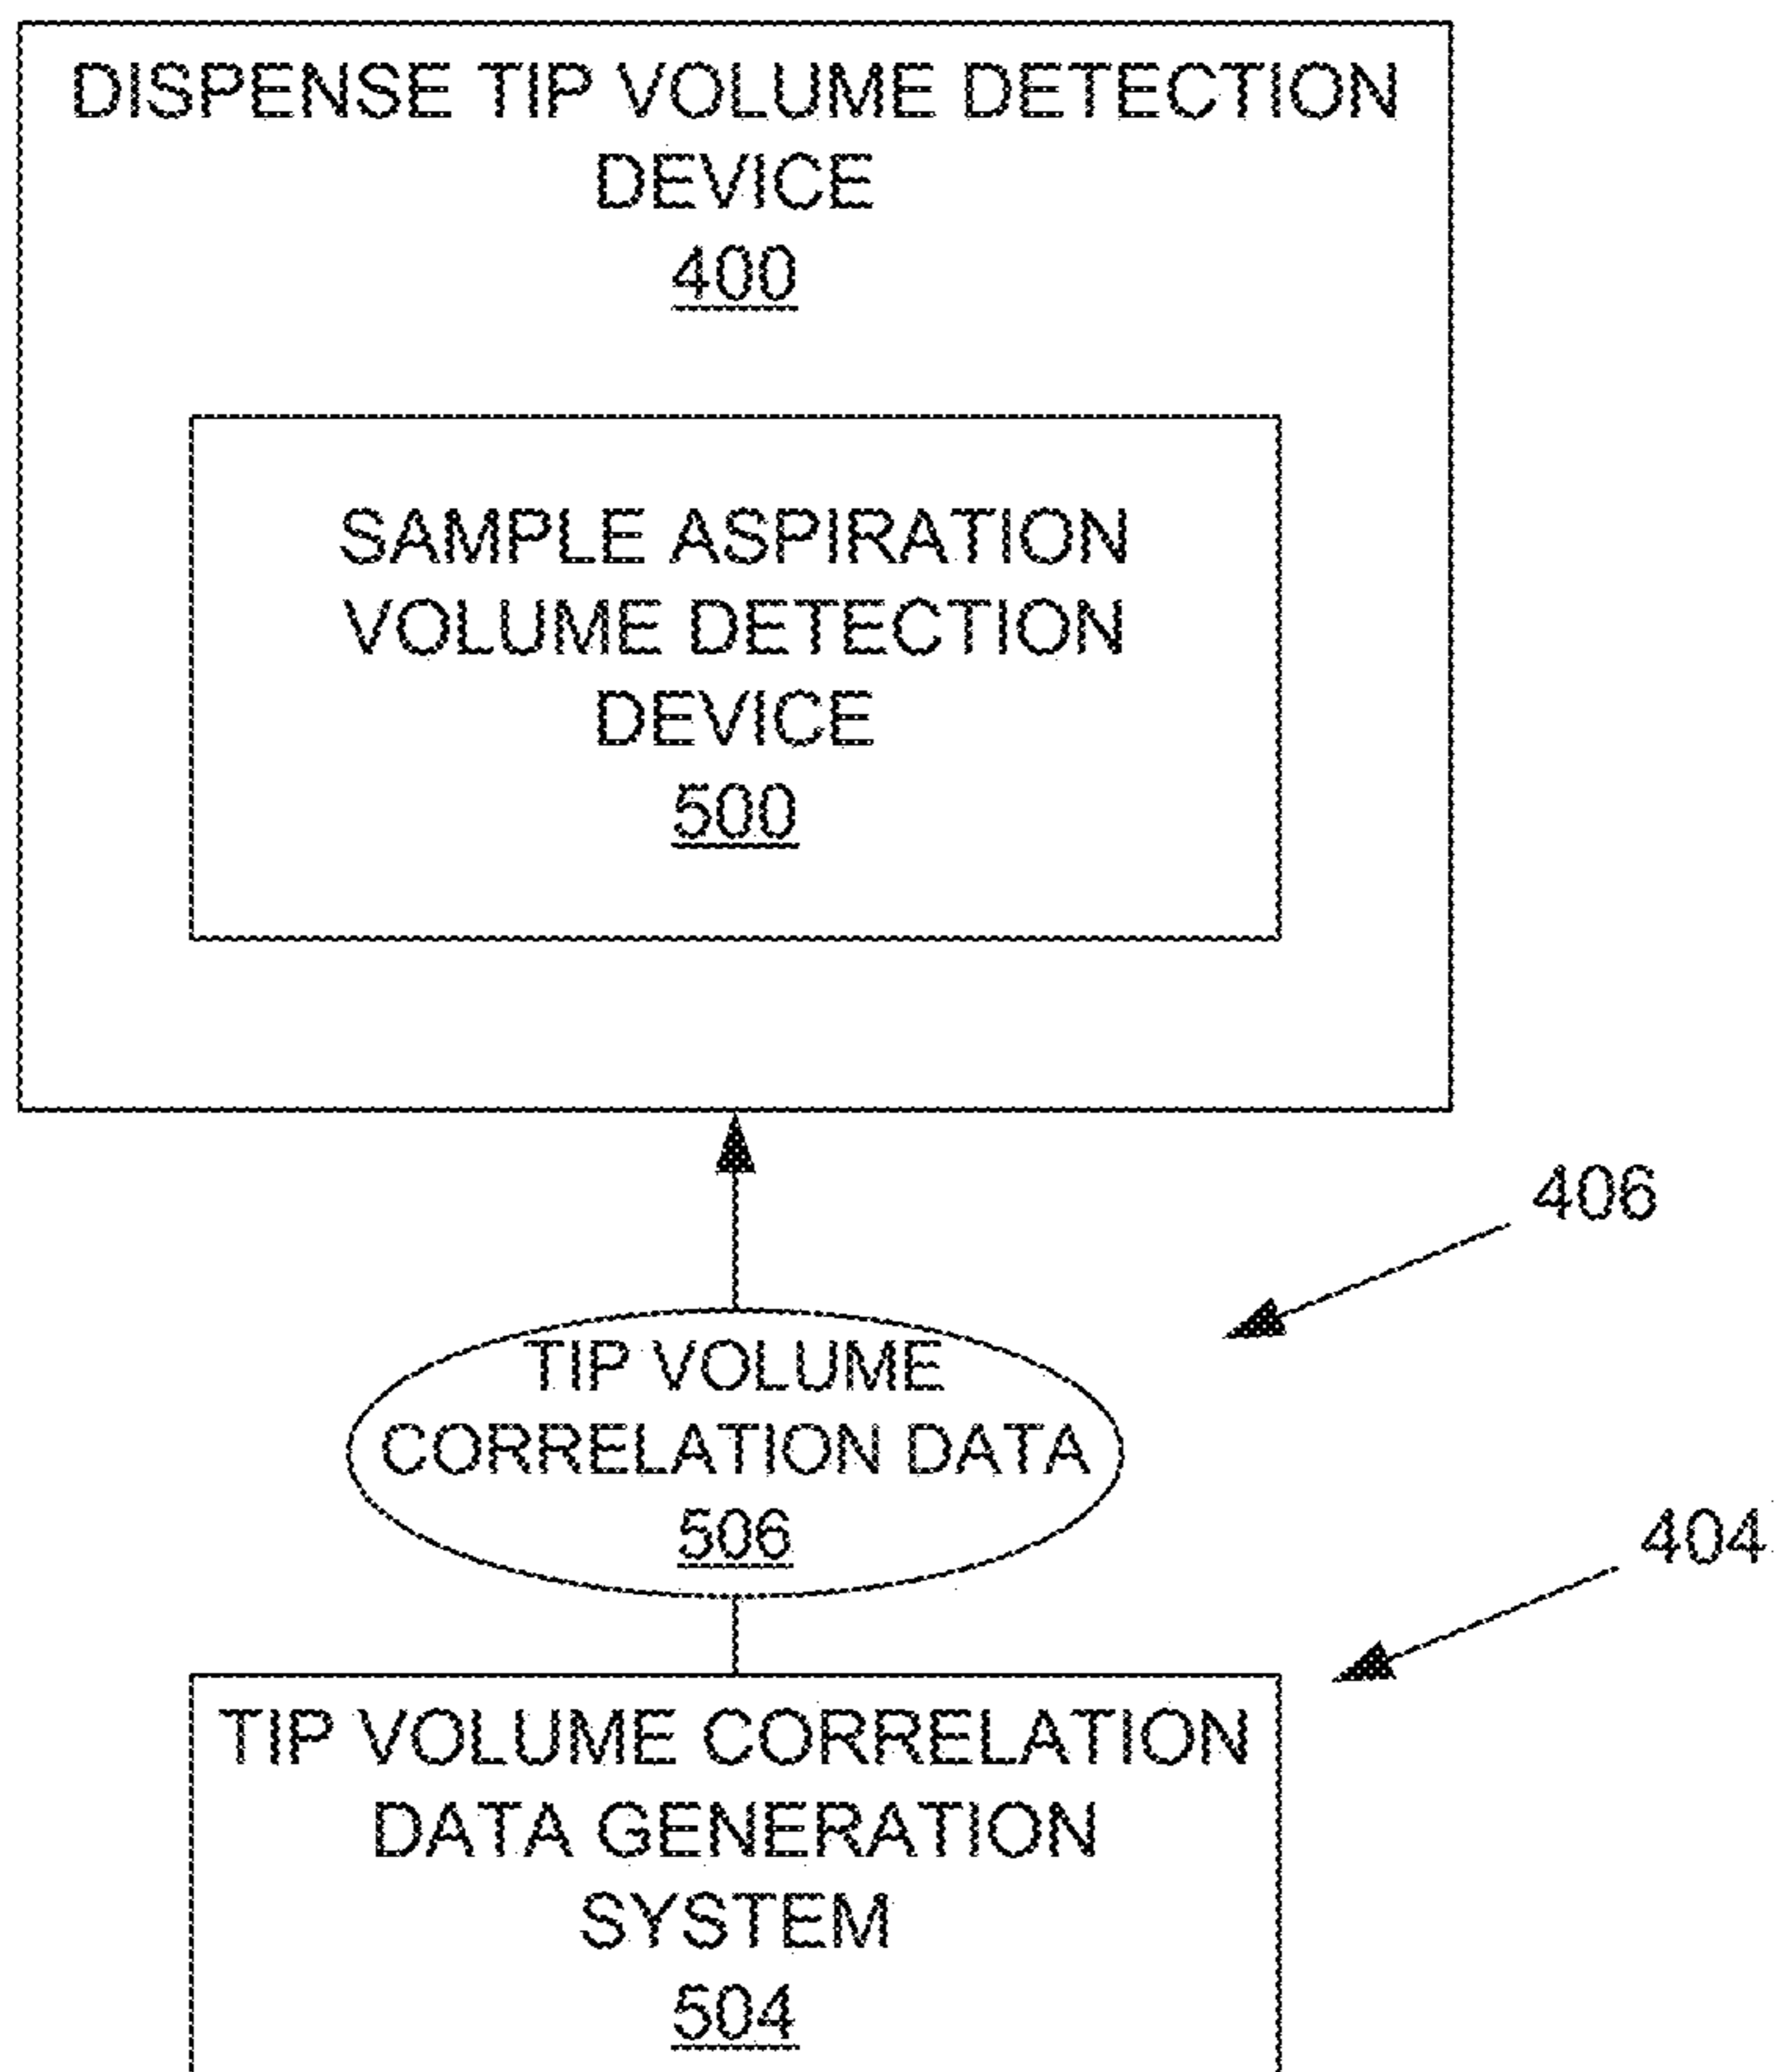 DISPENSE TIP VOLUME DETECTION
DEVICE
400
SAMPLE ASPIRATION
VOLUME DETECTION
DEVICE
500
406
TIP VOLUME
CORRELATION DATA
506
404
TIP VOLUME CORRELATION
DATA GENERATION
SYSTEM
504